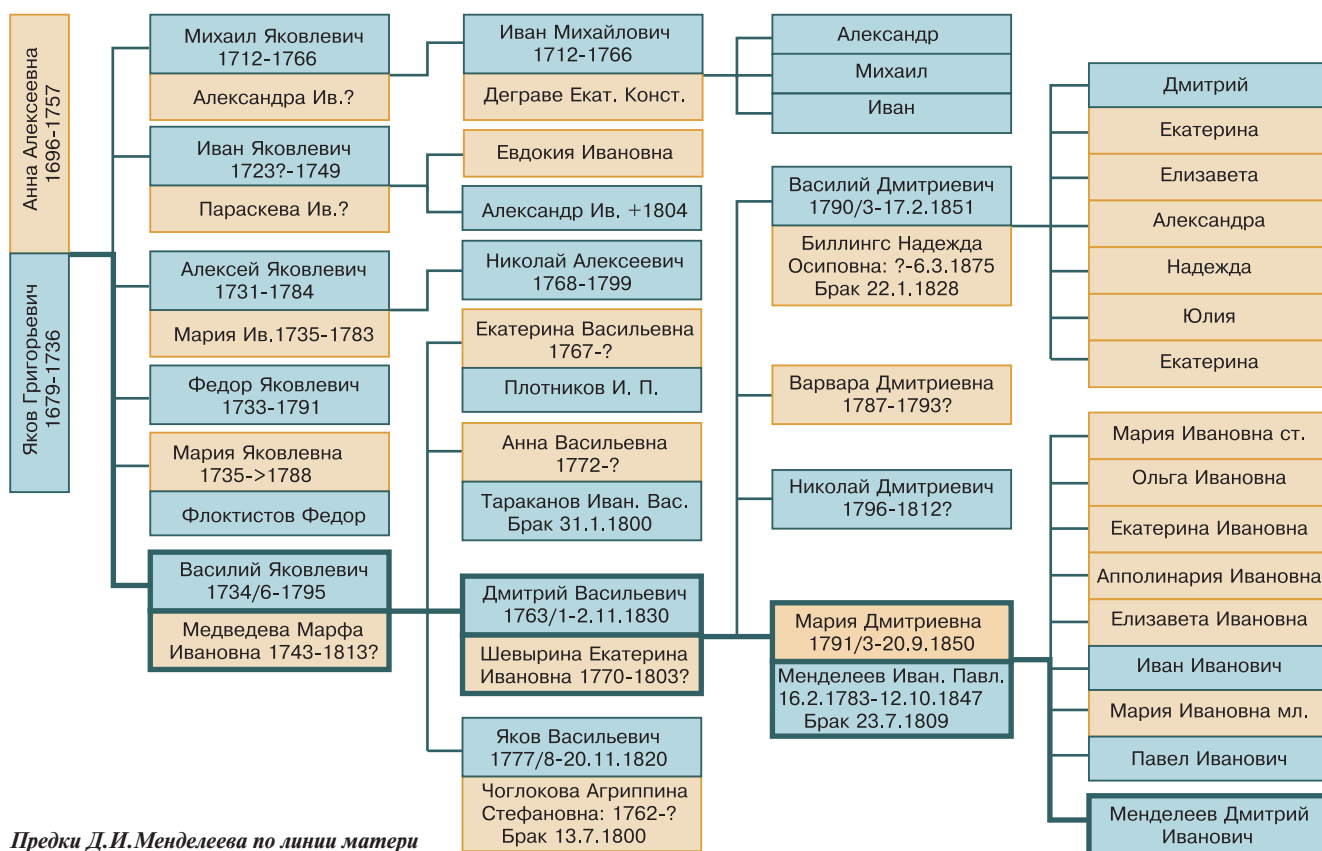 Анна Алексеевна
1696-1757
Яков Григорьевич
1679-1736
Михаил Яковлевич
1712-1766
Александра Ив.?
Иван Яковлевич
1723?-1749
Параскева Ив.?
Алексей Яковлевич
1731-1784
Мария Ив.1735-1783
Федор Яковлевич
1733-1791
Мария Яковлевна
1735->1788
Флоктистов Федор
Василий Яковлевич
1734/6-1795
Медведева Марфа
Ивановна 1743-1813?
Иван Михайлович
1712-1766
Деграве Екат. Конст.
Евдокия Ивановна
Александр Ив. +1804
Николай Алексеевич
1768-1799
Екатерина Васильевна
1767-?
Плотников И. П.
Анна Васильевна
1772-?
Тараканов Иван. Вас.
Брак 31.1.1800
Дмитрий Васильевич
1763/1-2.11.1830
Шевырина Екатерина
Ивановна 1770-1803?
Яков Васильевич
1777/8-20.11.1820
Чоглокова Агриппина
Стефановна: 1762-?
Брак 13.7.1800
Александр
Михаил
Иван
Василий Дмитриевич
1790/3-17.2.1851
Биллингс Надежда
Осиповна: ?-6.3.1875
Брак 22.1.1828
Варвара Дмитриевна
1787-1793?
Николай Дмитриевич
1796-1812?
Мария Дмитриевна
1791/3-20.9.1850
Менделеев Иван. Павл.
16.2.1783-12.10.1847
Брак 23.7.1809
Дмитрий
Екатерина
Елизавета
Александра
Надежда
Юлия
Екатерина
Мария Ивановна ст.
Ольга Ивановна
Екатерина Ивановна
Апполинария Ивановна
Елизавета Ивановна
Иван Иванович
Мария Ивановна мл.
Павел Иванович
Менделеев Дмитрий
Иванович
Предки Д.И.Менделеева по линии матери